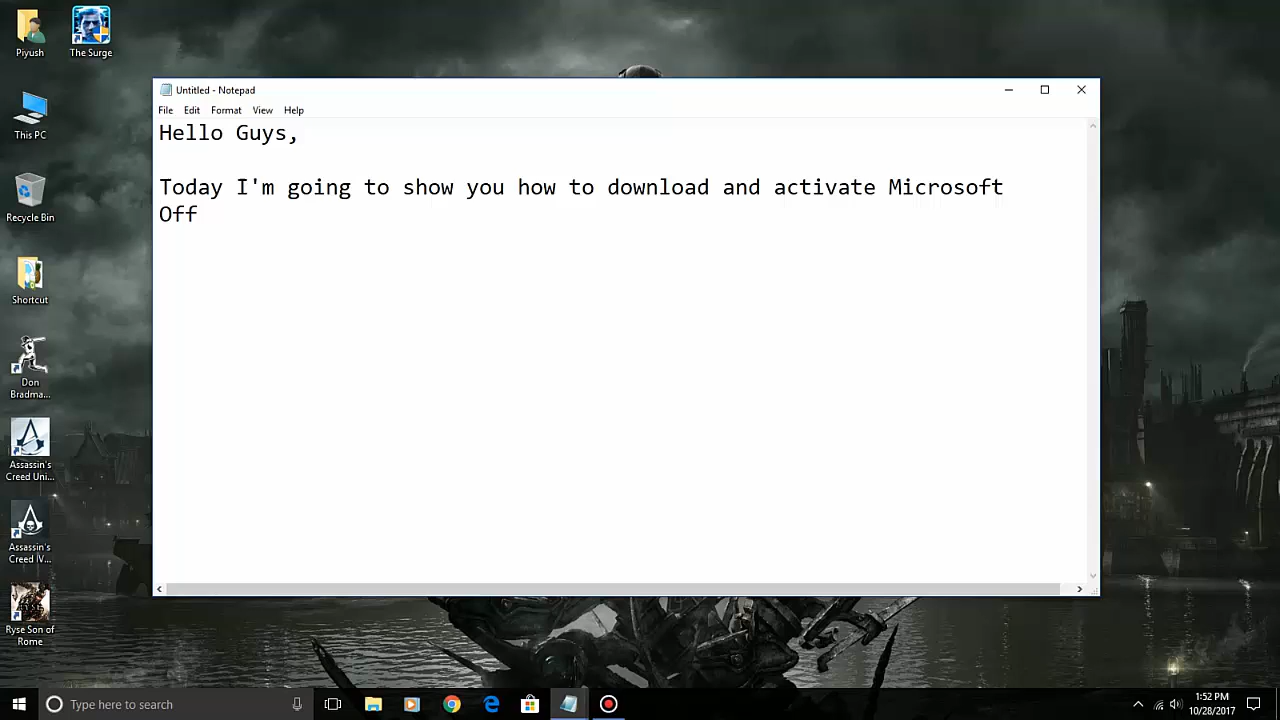 Piyush
The Surge
This PC
Recycle Bin
Shortcut
Don
Bradma...
Assassin's
Creed Uni...
Assassin's
Creed IV...
Ryse Son of
Rome
Untitled - Notepad
File Edit Format View Help
Hello Guys,
Today I'm going to show you how to download and activate Microsoft
Off
Type here to search
1:52 PM
10/28/2017